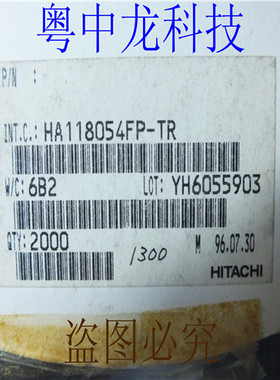 粤中龙科技
P/N :
INT.C.: HA118054FP-TR
W/C: 6B2 LOT: YH6055903
QTY: 2000 1300 M 96.07.30
HITACHI
盗图必究